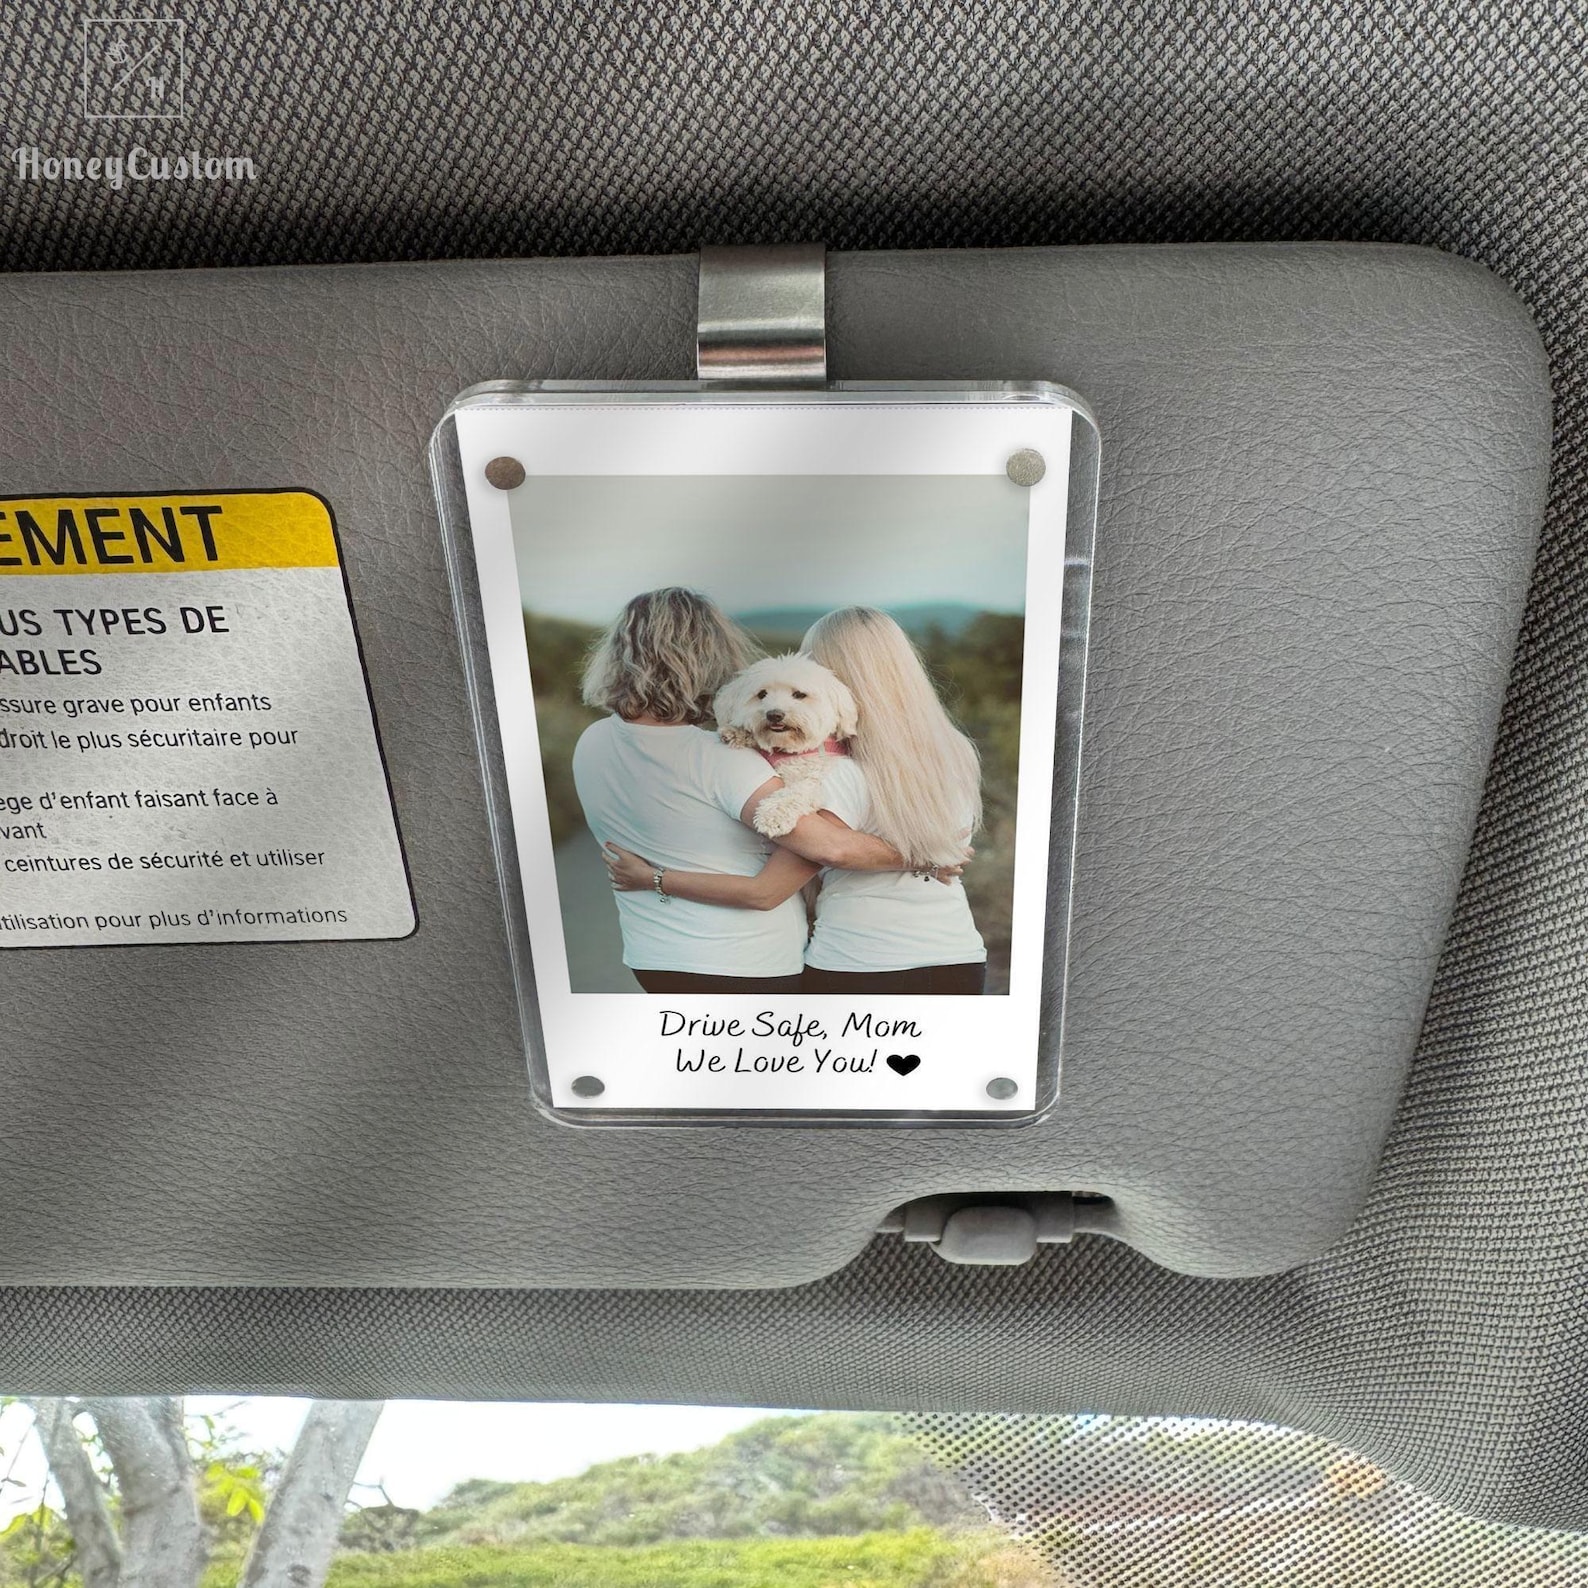 HoneyCustom
EMENT
US TYPES DE
ABLES
ssure grave pour enfants
droit le plus sécuritaire pour
ege d'enfant faisant face à
vant
ceintures de sécurité et utiliser
tilisation pour plus d'informations
Drive Safe, Mom
We Love You! ♥